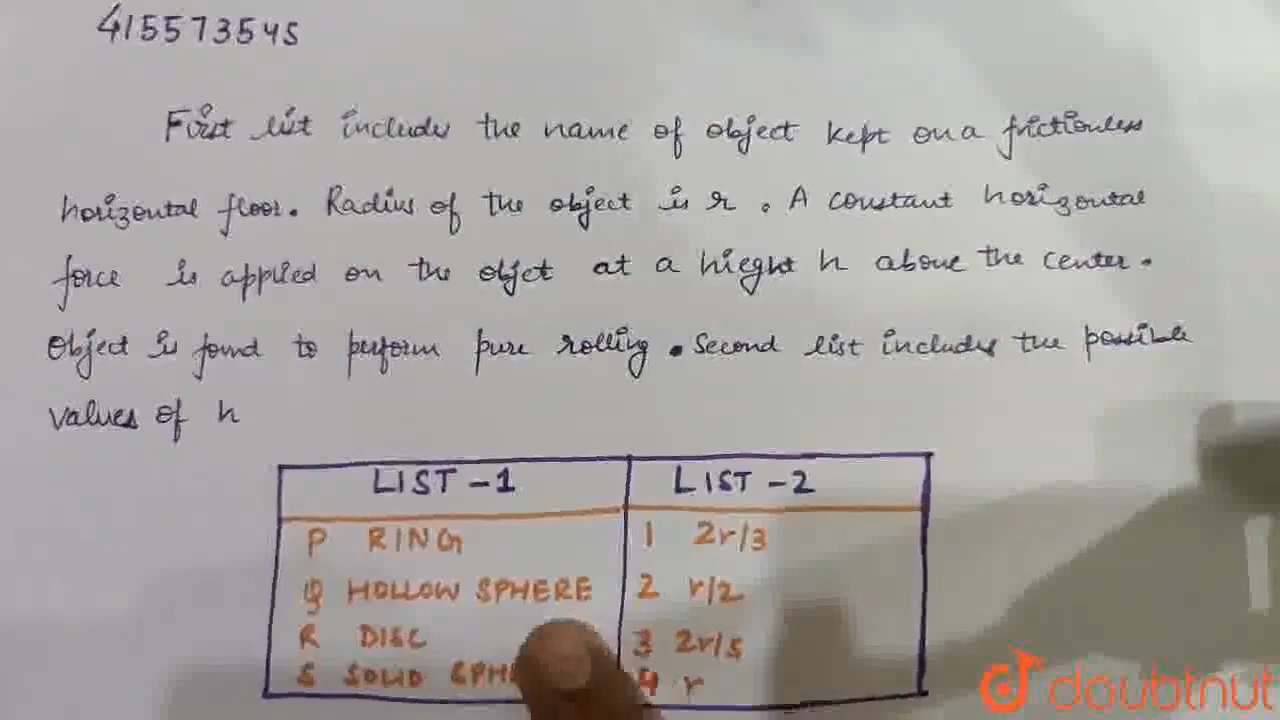 415573545
First list includes the name of object kept on a frictionless
horizontal floor. Radius of the object is r. A constant horizontal
force is applied on the objet at a hieght h above the center.
Object is found to perform pure rolling. Second list includes the possible
values of h
LIST-1 LIST-2
P RING 1 2r/3
Q HOLLOW SPHERE 2 r/2
R DISC 3 2r/5
S SOLID 4 r
doubtnut